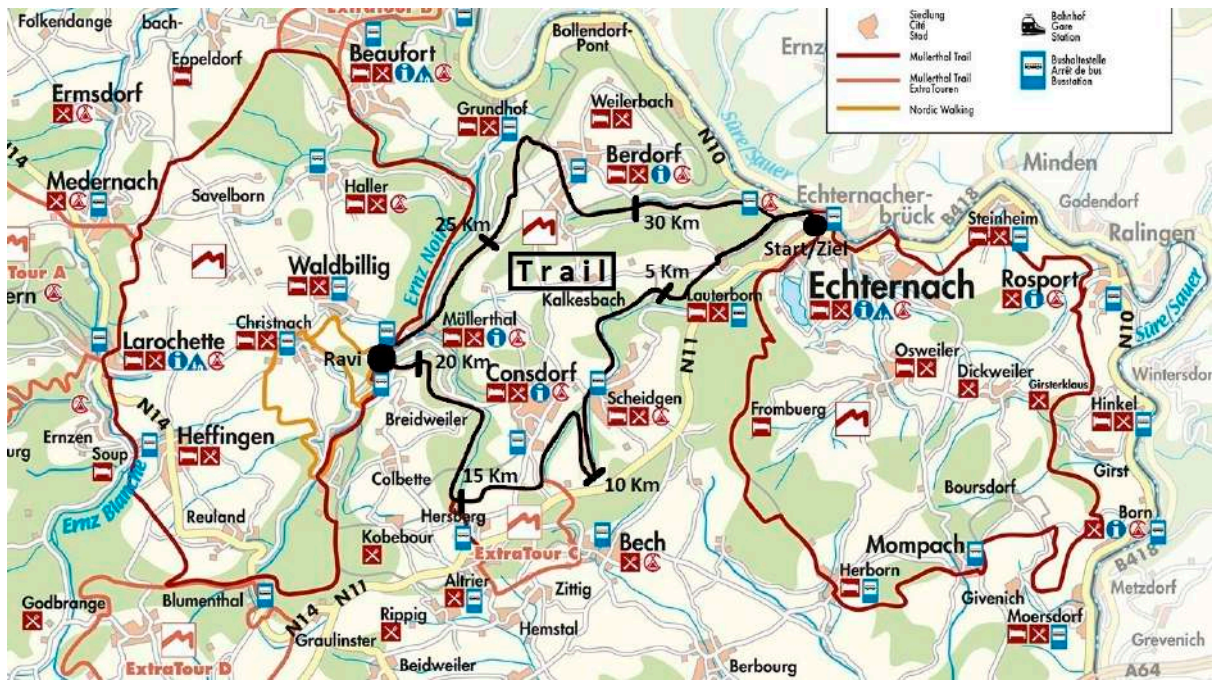 Folkendange
bach-
Eppeldorf
ExtraTour B
Beaufort
Bollendorf-
Pont
Ernz
Siedlung
Cité
Stad
Bahnhof
Gare
Station
Mullerthal Trail
Mullerthal Trail
ExtraTouren
Nordic Walking
Bushaltestelle
Arrêt de bus
Busstation
Ermsdorf
Grundhof
Weilerbach
N14
Medernach
Savelborn
Haller
Berdorf
N10
Sûre/Sauer
Echternacher-
brück
B418
Minden
Godendorf
Steinheim
Ralingen
25 Km
30 Km
Start/Ziel
Tour A
ern
Waldbillig
Ernz Noire
Trail
5 Km
Kalkesbach
Lauterborn
Echternach
Rosport
N10
Sûre/Sauer
Larochette
Christnach
Müllerthal
Ravi
20 Km
N11
Osweiler
Dickweiler
Girsterklaus
Wintersdorf
Consdorf
Scheidgen
N14
Breidweiler
Fromburg
Hinkel
Ernzen
urg
Soup
Heffingen
Colbette
15 Km
10 Km
Girst
Ernz Blanche
Reuland
Hersberg
Boursdorf
Born
Kobebour
ExtraTour C
Bech
Mompach
B418
Metzdorf
Godbrange
Blumenthal
N14
N11
Altrier
Zittig
Herborn
Givenich
Moersdorf
Rippig
Graulinster
Hemstal
Grevenich
ExtraTour D
Beidweiler
Berbourg
A64